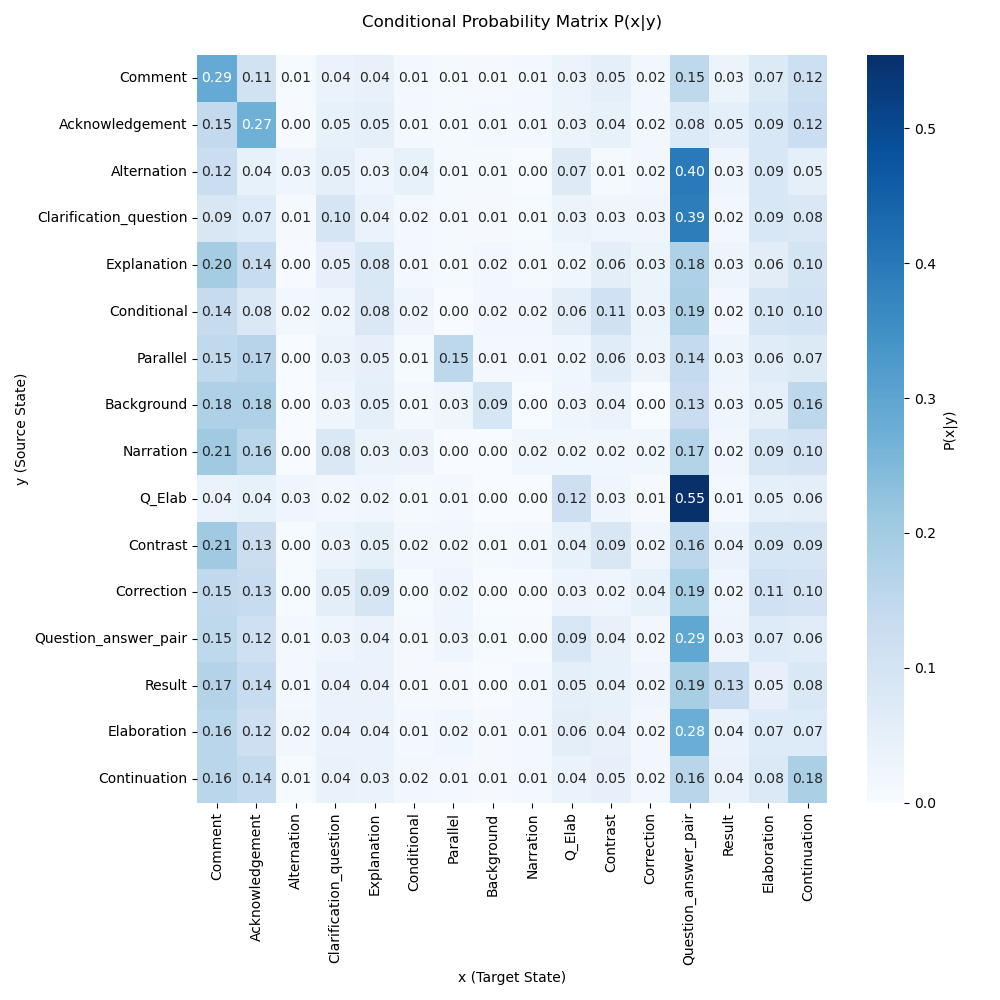 Conditional Probability Matrix P(x|y)
Comment 0.29 0.11 0.01 0.04 0.04 0.01 0.01 0.01 0.01 0.03 0.05 0.02 0.15 0.03 0.07 0.12
Acknowledgement 0.15 0.27 0.00 0.05 0.05 0.01 0.01 0.01 0.01 0.03 0.04 0.02 0.08 0.05 0.09 0.12
Alternation 0.12 0.04 0.03 0.05 0.03 0.04 0.01 0.01 0.00 0.07 0.01 0.02 0.40 0.03 0.09 0.05
Clarification_question 0.09 0.07 0.01 0.10 0.04 0.02 0.01 0.01 0.01 0.03 0.03 0.03 0.39 0.02 0.09 0.08
Explanation 0.20 0.14 0.00 0.05 0.08 0.01 0.01 0.02 0.01 0.02 0.06 0.03 0.18 0.03 0.06 0.10
Conditional 0.14 0.08 0.02 0.02 0.08 0.02 0.00 0.02 0.02 0.06 0.11 0.03 0.19 0.02 0.10 0.10
Parallel 0.15 0.17 0.00 0.03 0.05 0.01 0.15 0.01 0.01 0.02 0.06 0.03 0.14 0.03 0.06 0.07
Background 0.18 0.18 0.00 0.03 0.05 0.01 0.03 0.09 0.00 0.03 0.04 0.00 0.13 0.03 0.05 0.16
Narration 0.21 0.16 0.00 0.08 0.03 0.03 0.00 0.00 0.02 0.02 0.02 0.02 0.17 0.02 0.09 0.10
Q_Elab 0.04 0.04 0.03 0.02 0.02 0.01 0.01 0.00 0.00 0.12 0.03 0.01 0.55 0.01 0.05 0.06
Contrast 0.21 0.13 0.00 0.03 0.05 0.02 0.02 0.01 0.01 0.04 0.09 0.02 0.16 0.04 0.09 0.09
Correction 0.15 0.13 0.00 0.05 0.09 0.00 0.02 0.00 0.00 0.03 0.02 0.04 0.19 0.02 0.11 0.10
Question_answer_pair 0.15 0.12 0.01 0.03 0.04 0.01 0.03 0.01 0.00 0.09 0.04 0.02 0.29 0.03 0.07 0.06
Result 0.17 0.14 0.01 0.04 0.04 0.01 0.01 0.00 0.01 0.05 0.04 0.02 0.19 0.13 0.05 0.08
Elaboration 0.16 0.12 0.02 0.04 0.04 0.01 0.02 0.01 0.01 0.06 0.04 0.02 0.28 0.04 0.07 0.07
Continuation 0.16 0.14 0.01 0.04 0.03 0.02 0.01 0.01 0.01 0.04 0.05 0.02 0.16 0.04 0.08 0.18
y (Source State)
Comment
Acknowledgement
Alternation
Clarification_question
Explanation
Conditional
Parallel
Background
Narration
Q_Elab
Contrast
Correction
Question_answer_pair
Result
Elaboration
Continuation
x (Target State)
0.5
0.4
0.3
0.2
0.1
0.0
P(x|y)